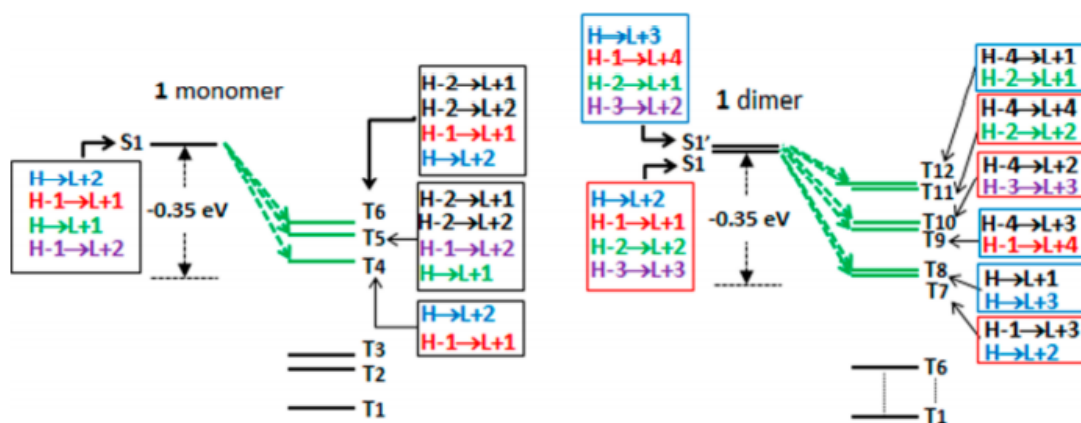 1 monomer
S1
H→L+2
H-1→L+1
H→L+1
H-1→L+2
-0.35 eV
T6
T5
T4
T3
T2
T1
H-2→L+1
H-2→L+2
H-1→L+1
H→L+2
H-2→L+1
H-2→L+2
H-1→L+2
H→L+1
H→L+2
H-1→L+1
1 dimer
H→L+3
H-1→L+4
H-2→L+1
H-3→L+2
S1'
S1
H→L+2
H-1→L+1
H-2→L+2
H-3→L+3
-0.35 eV
T12
T11
T10
T9
T8
T7
T6
T1
H-4→L+1
H-2→L+1
H-4→L+4
H-2→L+2
H-4→L+2
H-3→L+3
H-4→L+3
H-1→L+4
H→L+1
H→L+3
H-1→L+3
H→L+2